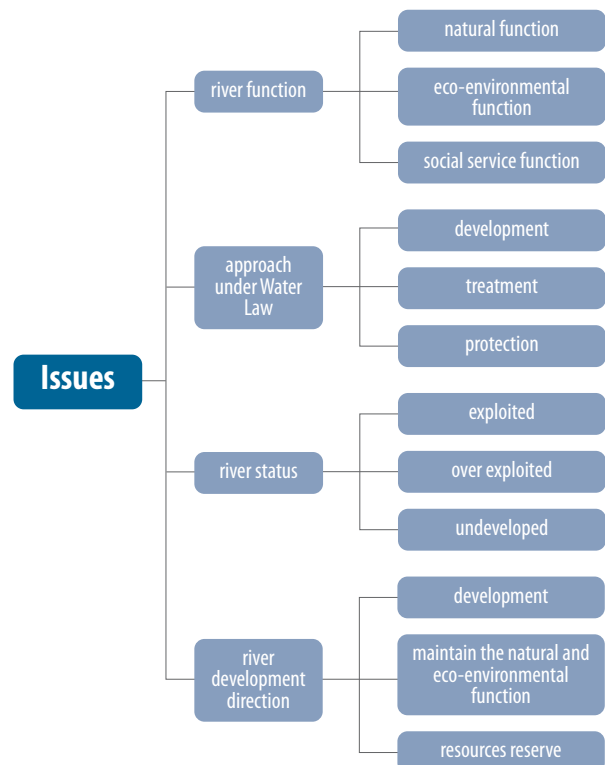 natural function
river function
eco-environmental
function
social service function
development
approach
under Water
Law
treatment
protection
Issues
exploited
river status
over exploited
undeveloped
development
river
development
direction
maintain the natural and
eco-environmental
function
resources reserve